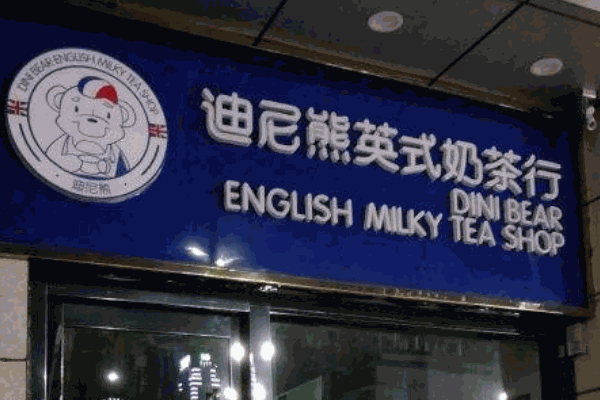 DINI BEAR ENGLISH MILKY TEA SHOP
迪尼熊
迪尼熊英式奶茶行
DINI BEAR
ENGLISH MILKY TEA SHOP